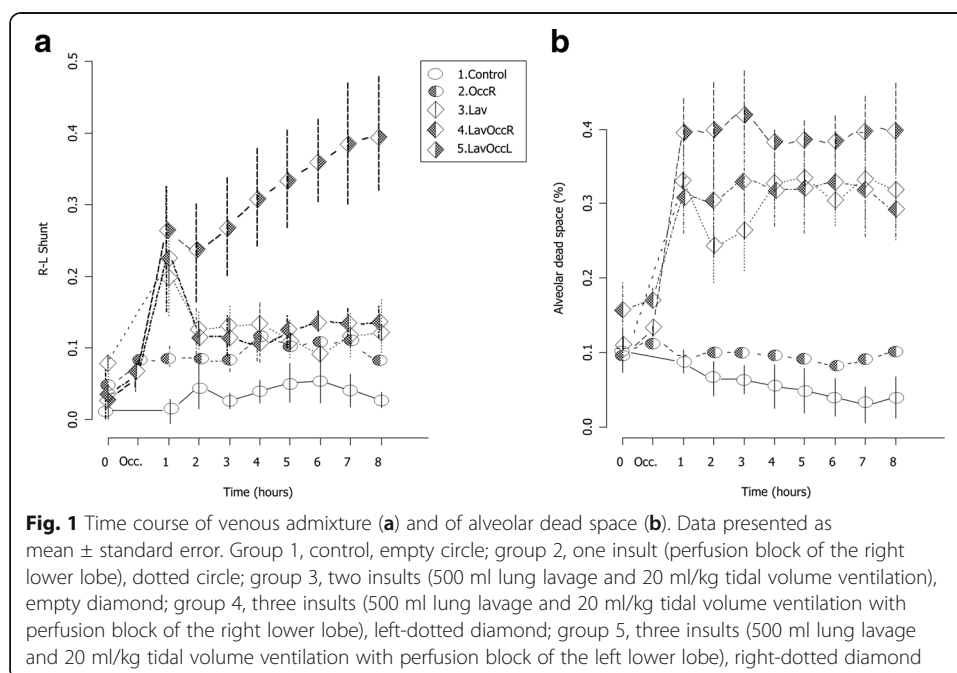 a
R-L Shunt
0.5
0.4
0.3
0.2
0.1
0.0
1.Control
2.OccR
3.Lav
4.LavOccR
5.LavOccL
0 Occ. 1 2 3 4 5 6 7 8
Time (hours)
b
Alveolar dead space (%)
0.4
0.3
0.2
0.1
0.0
0 Occ. 1 2 3 4 5 6 7 8
Time (hours)
Fig. 1 Time course of venous admixture (a) and of alveolar dead space (b). Data presented as
mean ± standard error. Group 1, control, empty circle; group 2, one insult (perfusion block of the right
lower lobe), dotted circle; group 3, two insults (500 ml lung lavage and 20 ml/kg tidal volume ventilation),
empty diamond; group 4, three insults (500 ml lung lavage and 20 ml/kg tidal volume ventilation with
perfusion block of the right lower lobe), left-dotted diamond; group 5, three insults (500 ml lung lavage
and 20 ml/kg tidal volume ventilation with perfusion block of the left lower lobe), right-dotted diamond